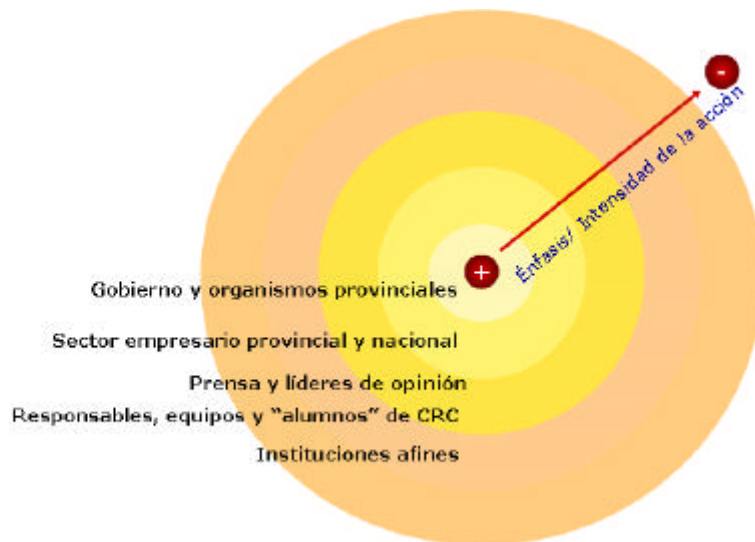 -
Énfasis/ Intensidad de la acción
+
Gobierno y organismos provinciales
Sector empresario provincial y nacional
Prensa y líderes de opinión
Responsables, equipos y “alumnos” de CRC
Instituciones afines